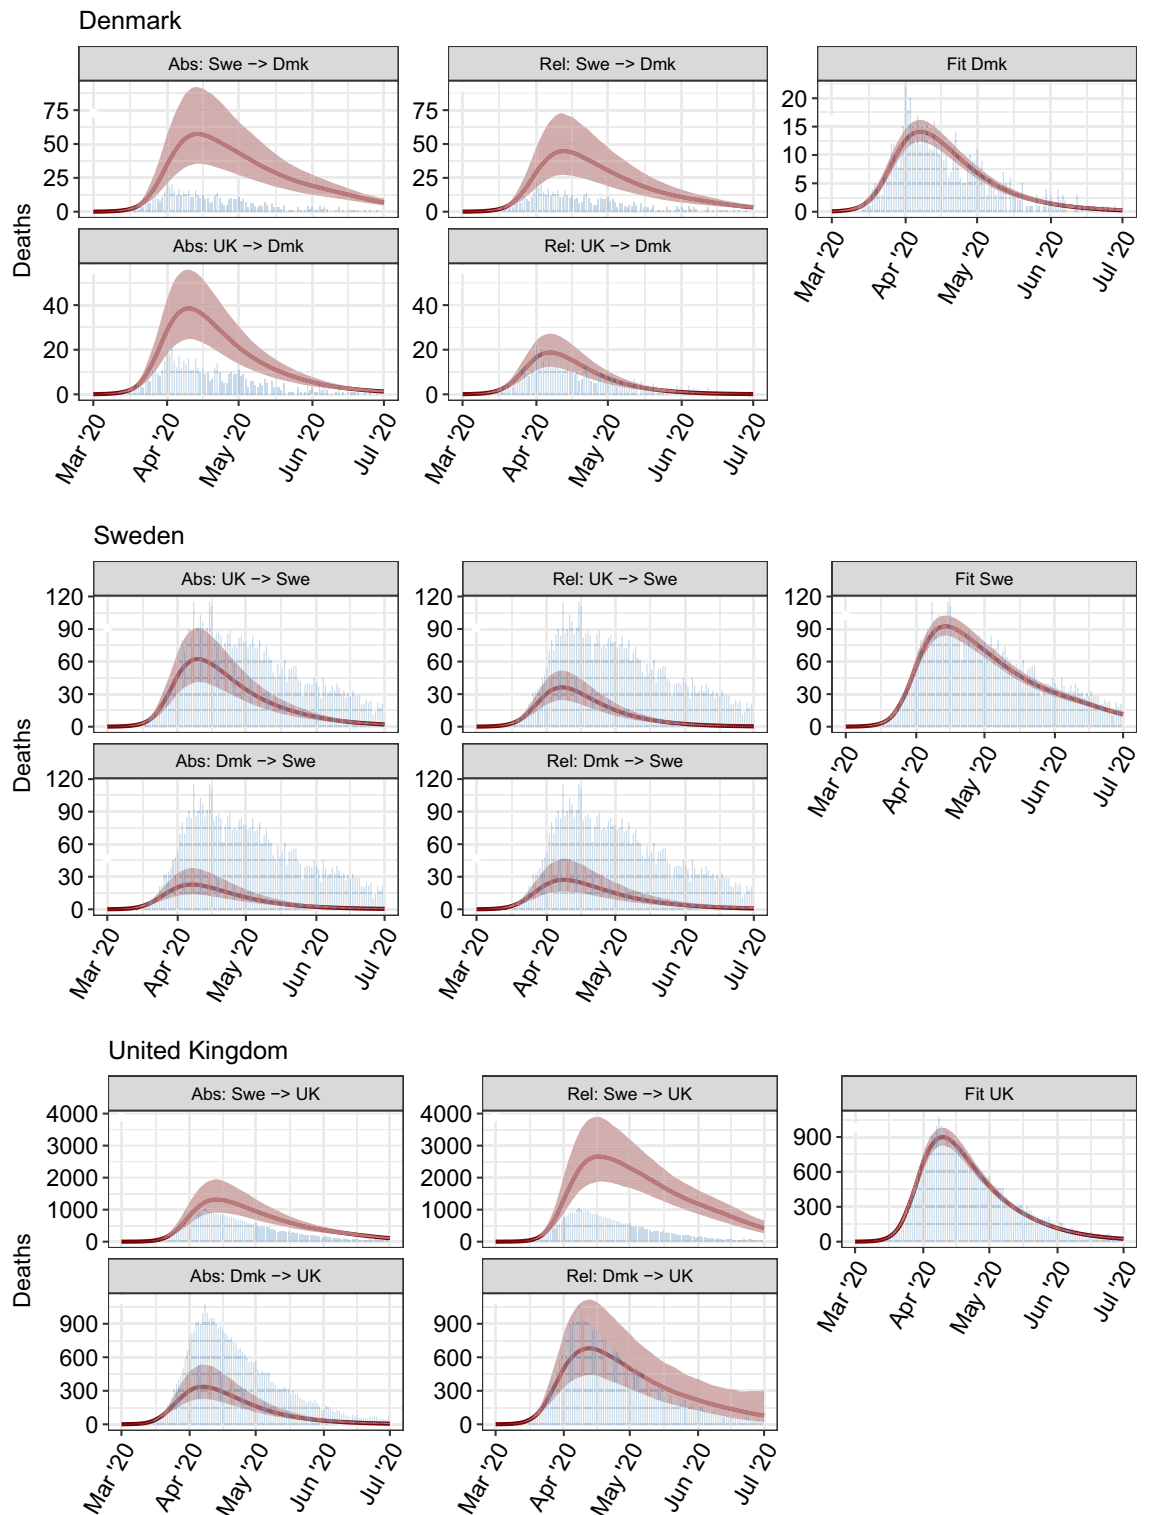 Denmark
Abs: Swe −> Dmk
Rel: Swe −> Dmk
Fit Dmk
75
50
25
0
75
50
25
0
20
15
10
5
0
Deaths
Abs: UK −> Dmk
Rel: UK −> Dmk
40
20
0
40
20
0
Mar '20
Apr '20
May '20
Jun '20
Jul '20
Mar '20
Apr '20
May '20
Jun '20
Jul '20
Mar '20
Apr '20
May '20
Jun '20
Jul '20
Sweden
Abs: UK −> Swe
Rel: UK −> Swe
Fit Swe
120
90
60
30
0
120
90
60
30
0
120
90
60
30
0
Deaths
Abs: Dmk −> Swe
Rel: Dmk −> Swe
120
90
60
30
0
120
90
60
30
0
Mar '20
Apr '20
May '20
Jun '20
Jul '20
Mar '20
Apr '20
May '20
Jun '20
Jul '20
Mar '20
Apr '20
May '20
Jun '20
Jul '20
United Kingdom
Abs: Swe −> UK
Rel: Swe −> UK
Fit UK
4000
3000
2000
1000
0
4000
3000
2000
1000
0
900
600
300
0
Deaths
Abs: Dmk −> UK
Rel: Dmk −> UK
900
600
300
0
900
600
300
0
Mar '20
Apr '20
May '20
Jun '20
Jul '20
Mar '20
Apr '20
May '20
Jun '20
Jul '20
Mar '20
Apr '20
May '20
Jun '20
Jul '20